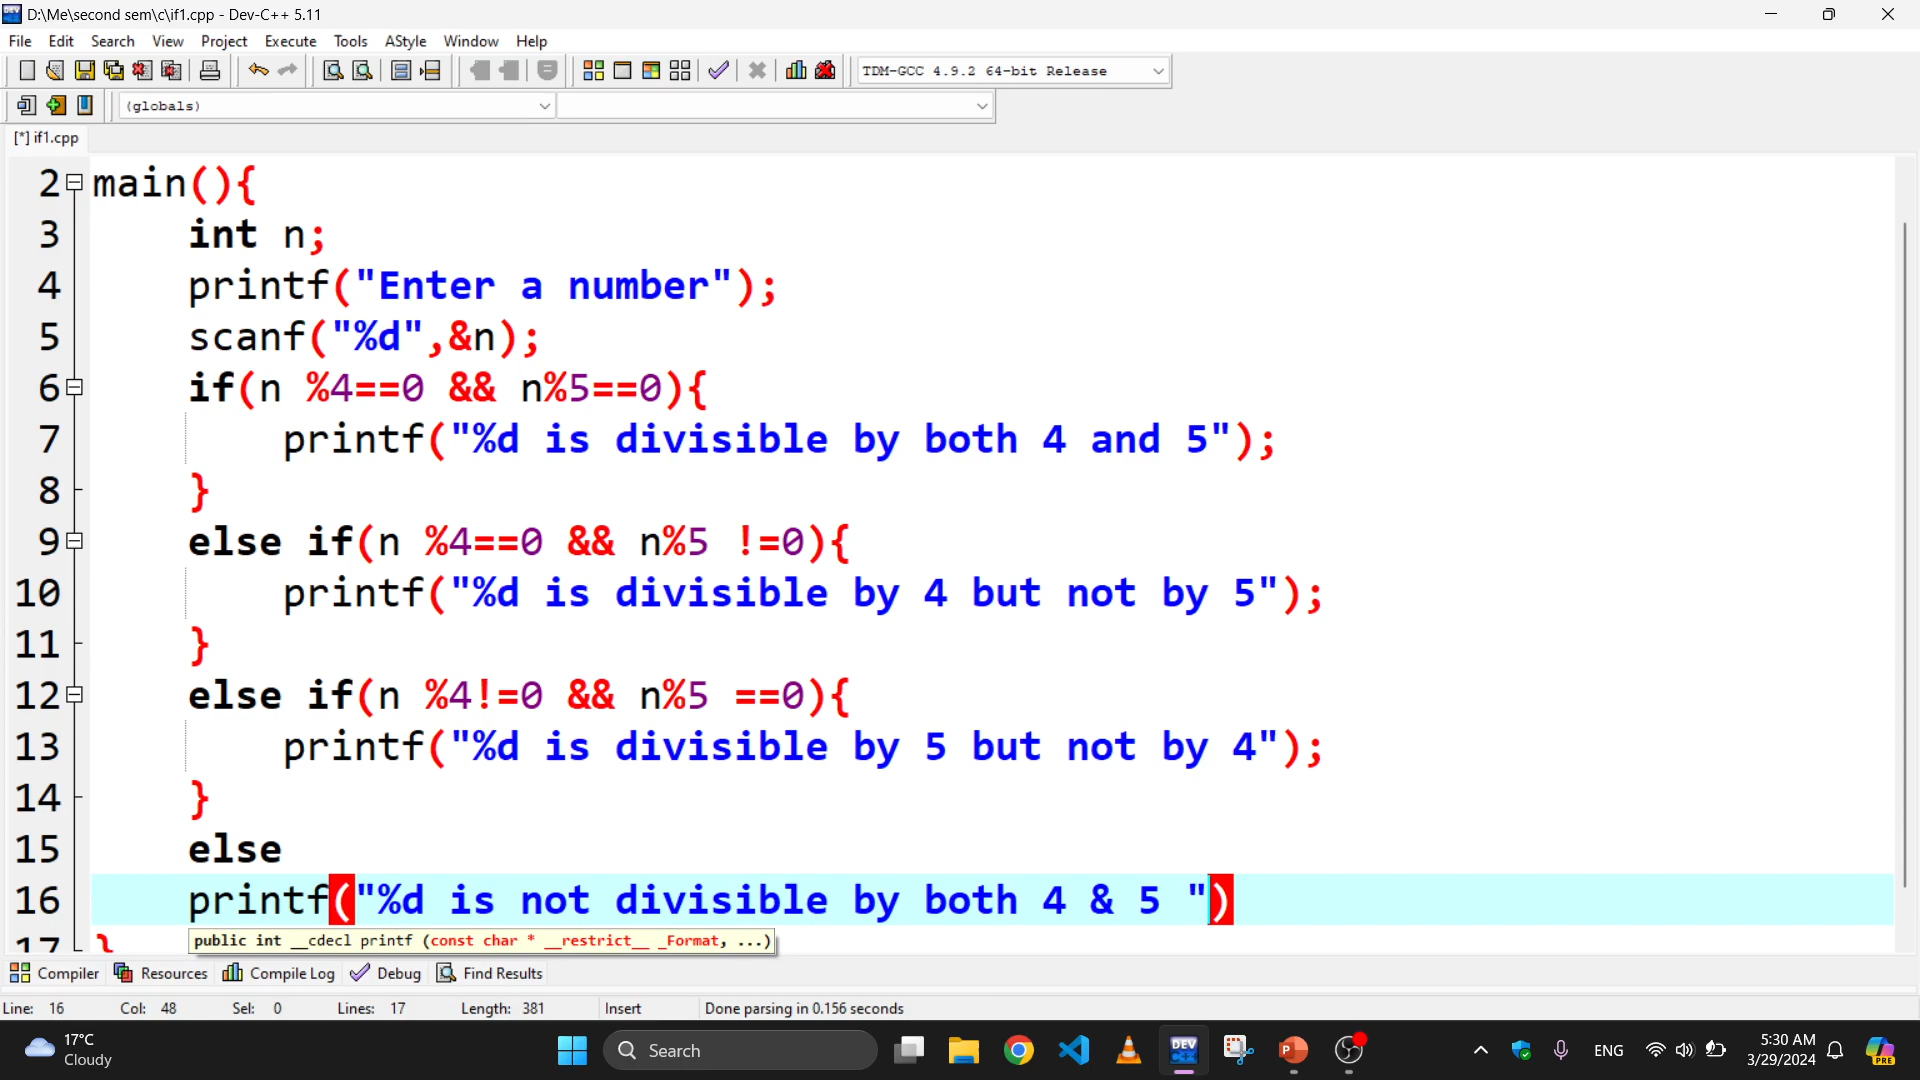 D:\Me\second sem\c\if1.cpp - Dev-C++ 5.11
File Edit Search View Project Execute Tools AStyle Window Help
TDM-GCC 4.9.2 64-bit Release
(globals)
[*] if1.cpp
2 main(){
3 int n;
4 printf("Enter a number");
5 scanf("%d",&n);
6 if(n %4==0 && n%5==0){
7 printf("%d is divisible by both 4 and 5");
8 }
9 else if(n %4==0 && n%5 !=0){
10 printf("%d is divisible by 4 but not by 5");
11 }
12 else if(n %4!=0 && n%5 ==0){
13 printf("%d is divisible by 5 but not by 4");
14 }
15 else
16 printf("%d is not divisible by both 4 & 5 ")
17 }
public int __cdecl printf (const char * __restrict__ _Format, ...)
Compiler Resources Compile Log Debug Find Results
Line: 16 Col: 48 Sel: 0 Lines: 17 Length: 381 Insert Done parsing in 0.156 seconds
17°C
Cloudy
Search
DEV
PRE
ENG
5:30 AM
3/29/2024